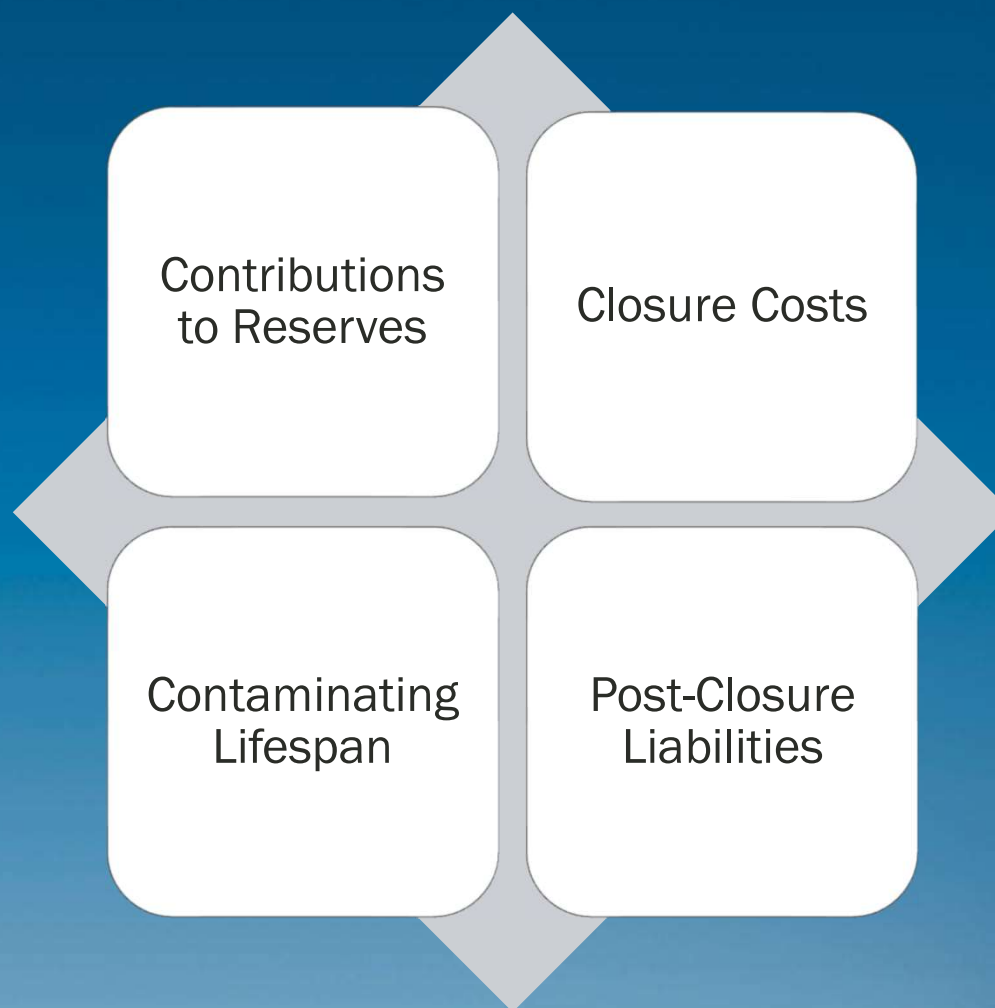 Contributions
to Reserves
Closure Costs
Contaminating
Lifespan
Post-Closure
Liabilities